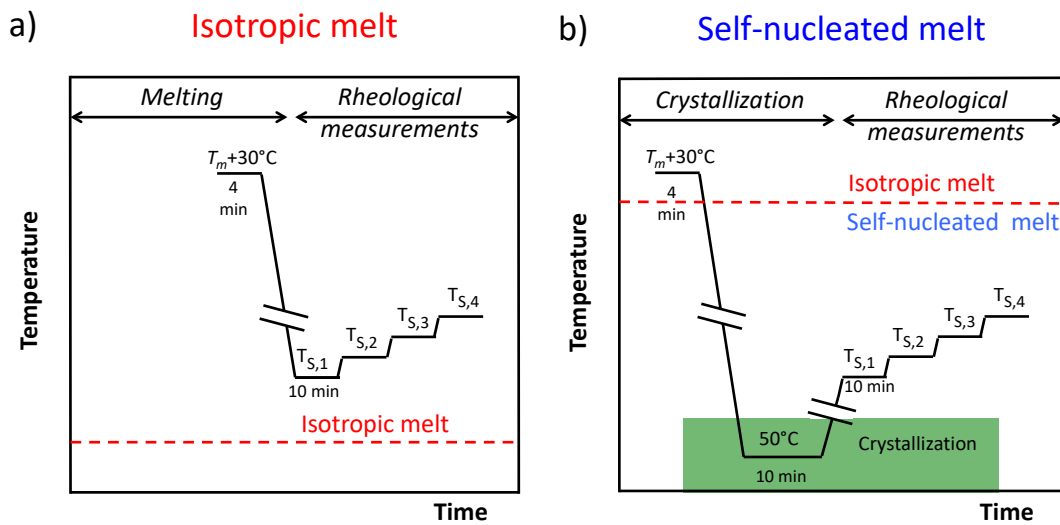 a)
Isotropic melt
Melting
Rheological
measurements
Tm+30°C
4
min
TS,1
TS,2
TS,3
TS,4
10 min
Isotropic melt
Temperature
Time
b)
Self-nucleated melt
Crystallization
Rheological
measurements
Tm+30°C
4
min
Isotropic melt
Self-nucleated melt
TS,1
TS,2
TS,3
TS,4
10 min
50°C
10 min
Crystallization
Temperature
Time